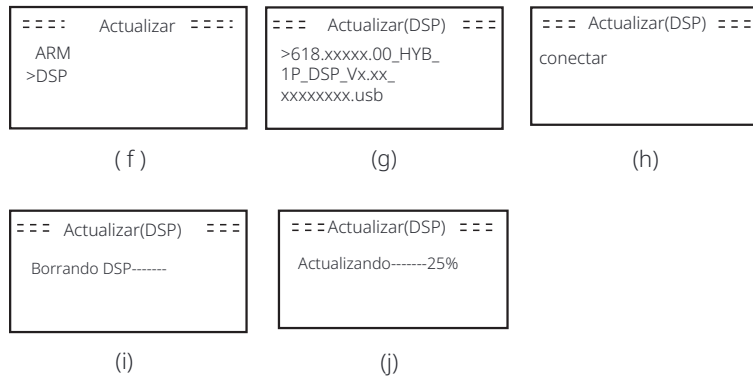 === Actualizar ===
ARM
>DSP
( f )
=== Actualizar(DSP) ===
>618.xxxxx.00_HYB_
1P_DSP_Vx.xx_
xxxxxxxx.usb
(g)
=== Actualizar(DSP) ===
conectar
(h)
=== Actualizar(DSP) ===
Borrando DSP-------
(i)
===Actualizar(DSP) ===
Actualizando-------25%
(j)